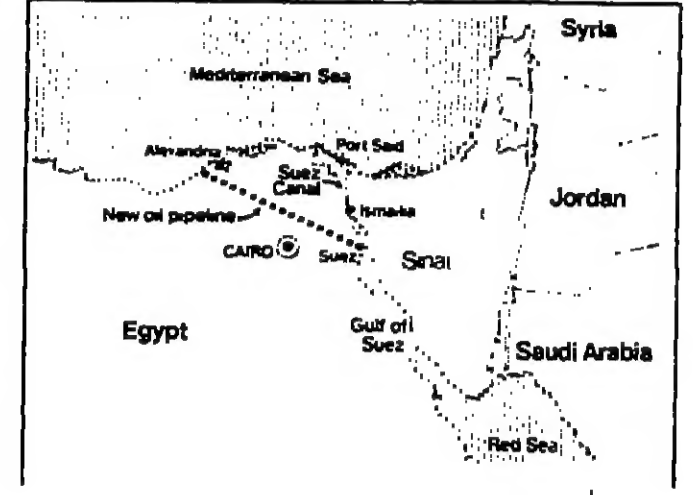 Syria
Mediterranean Sea
Alexandria
Port Said
Suez
Canal
Jordan
New oil pipeline
Ismailia
CAIRO
Suez
Sinai
Egypt
Gulf of
Suez
Saudi Arabia
Red Sea